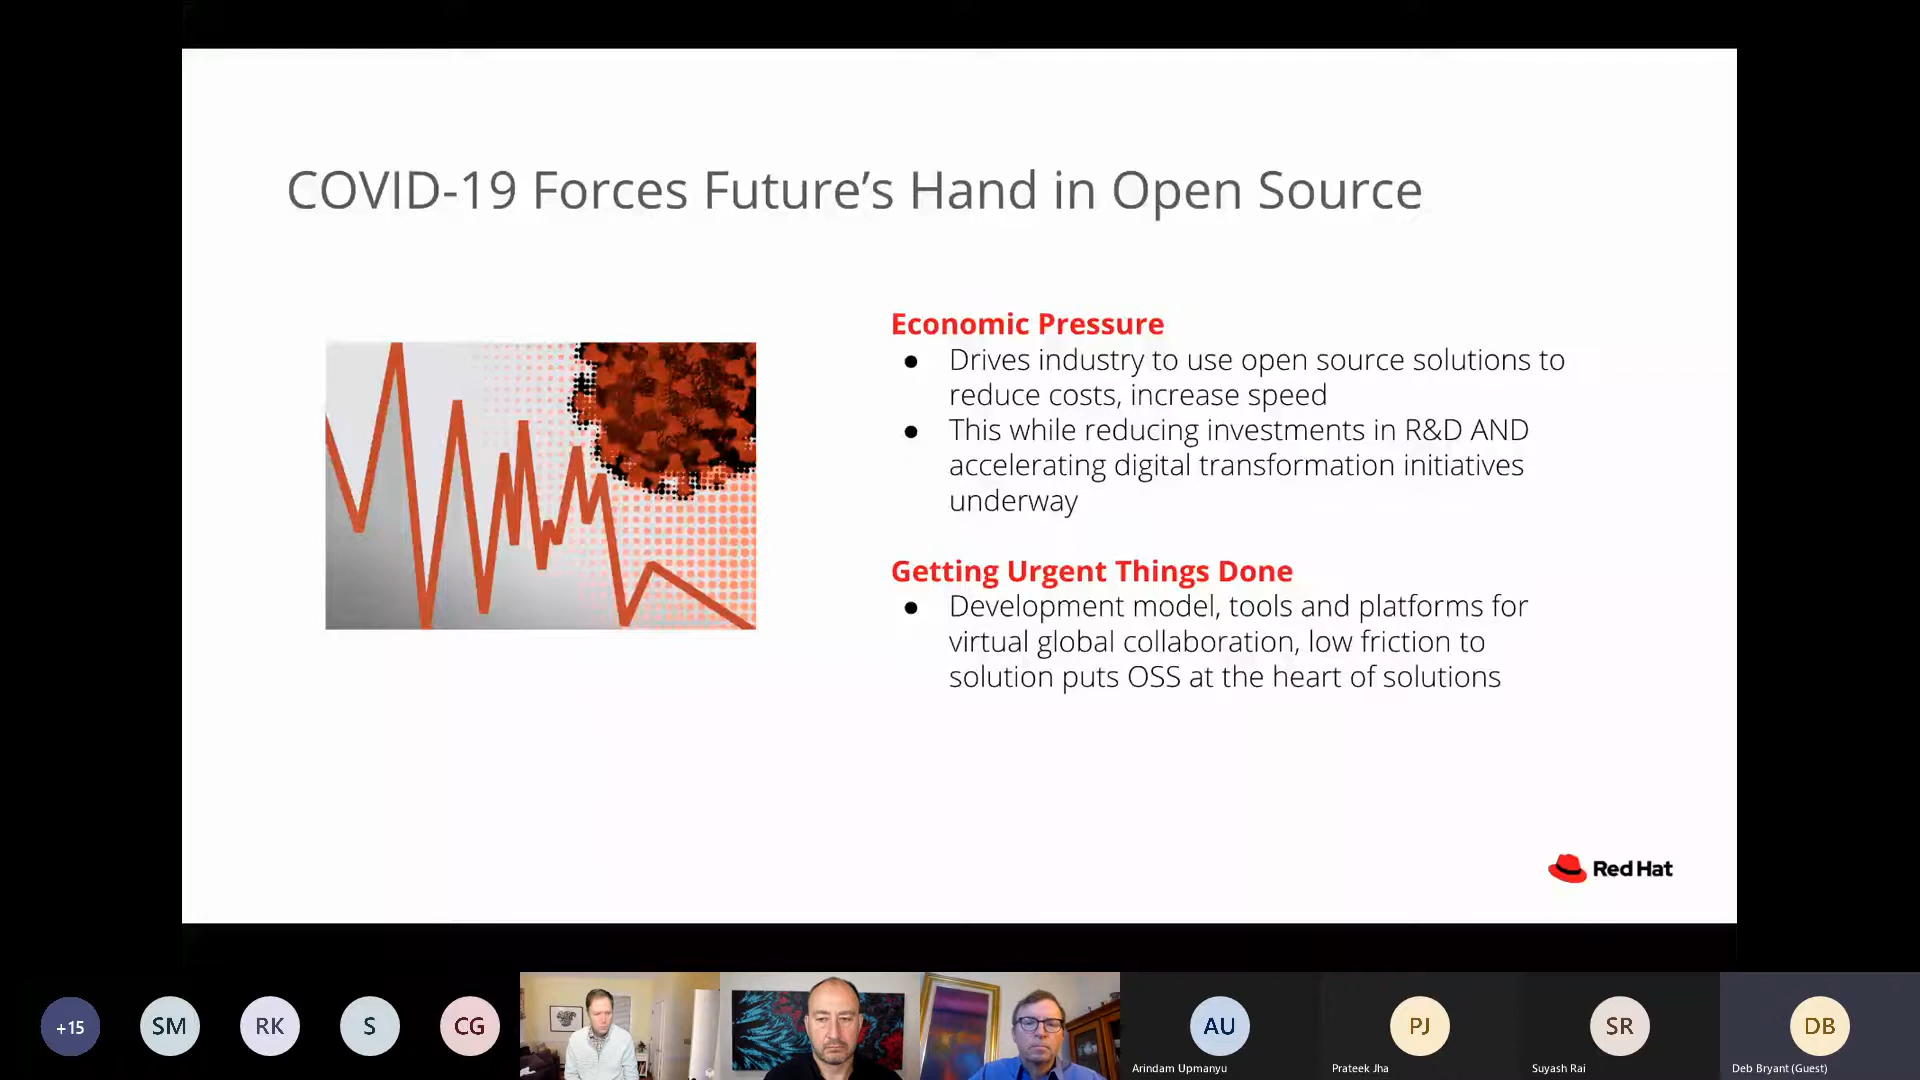 COVID-19 Forces Future’s Hand in Open Source
Economic Pressure
● Drives industry to use open source solutions to
reduce costs, increase speed
● This while reducing investments in R&D AND
accelerating digital transformation initiatives
underway
Getting Urgent Things Done
● Development model, tools and platforms for
virtual global collaboration, low friction to
solution puts OSS at the heart of solutions
Red Hat
+15
SM
RK
S
CG
AU
Arindam Upmanyu
PJ
Prateek Jha
SR
Suyash Rai
DB
Deb Bryant (Guest)